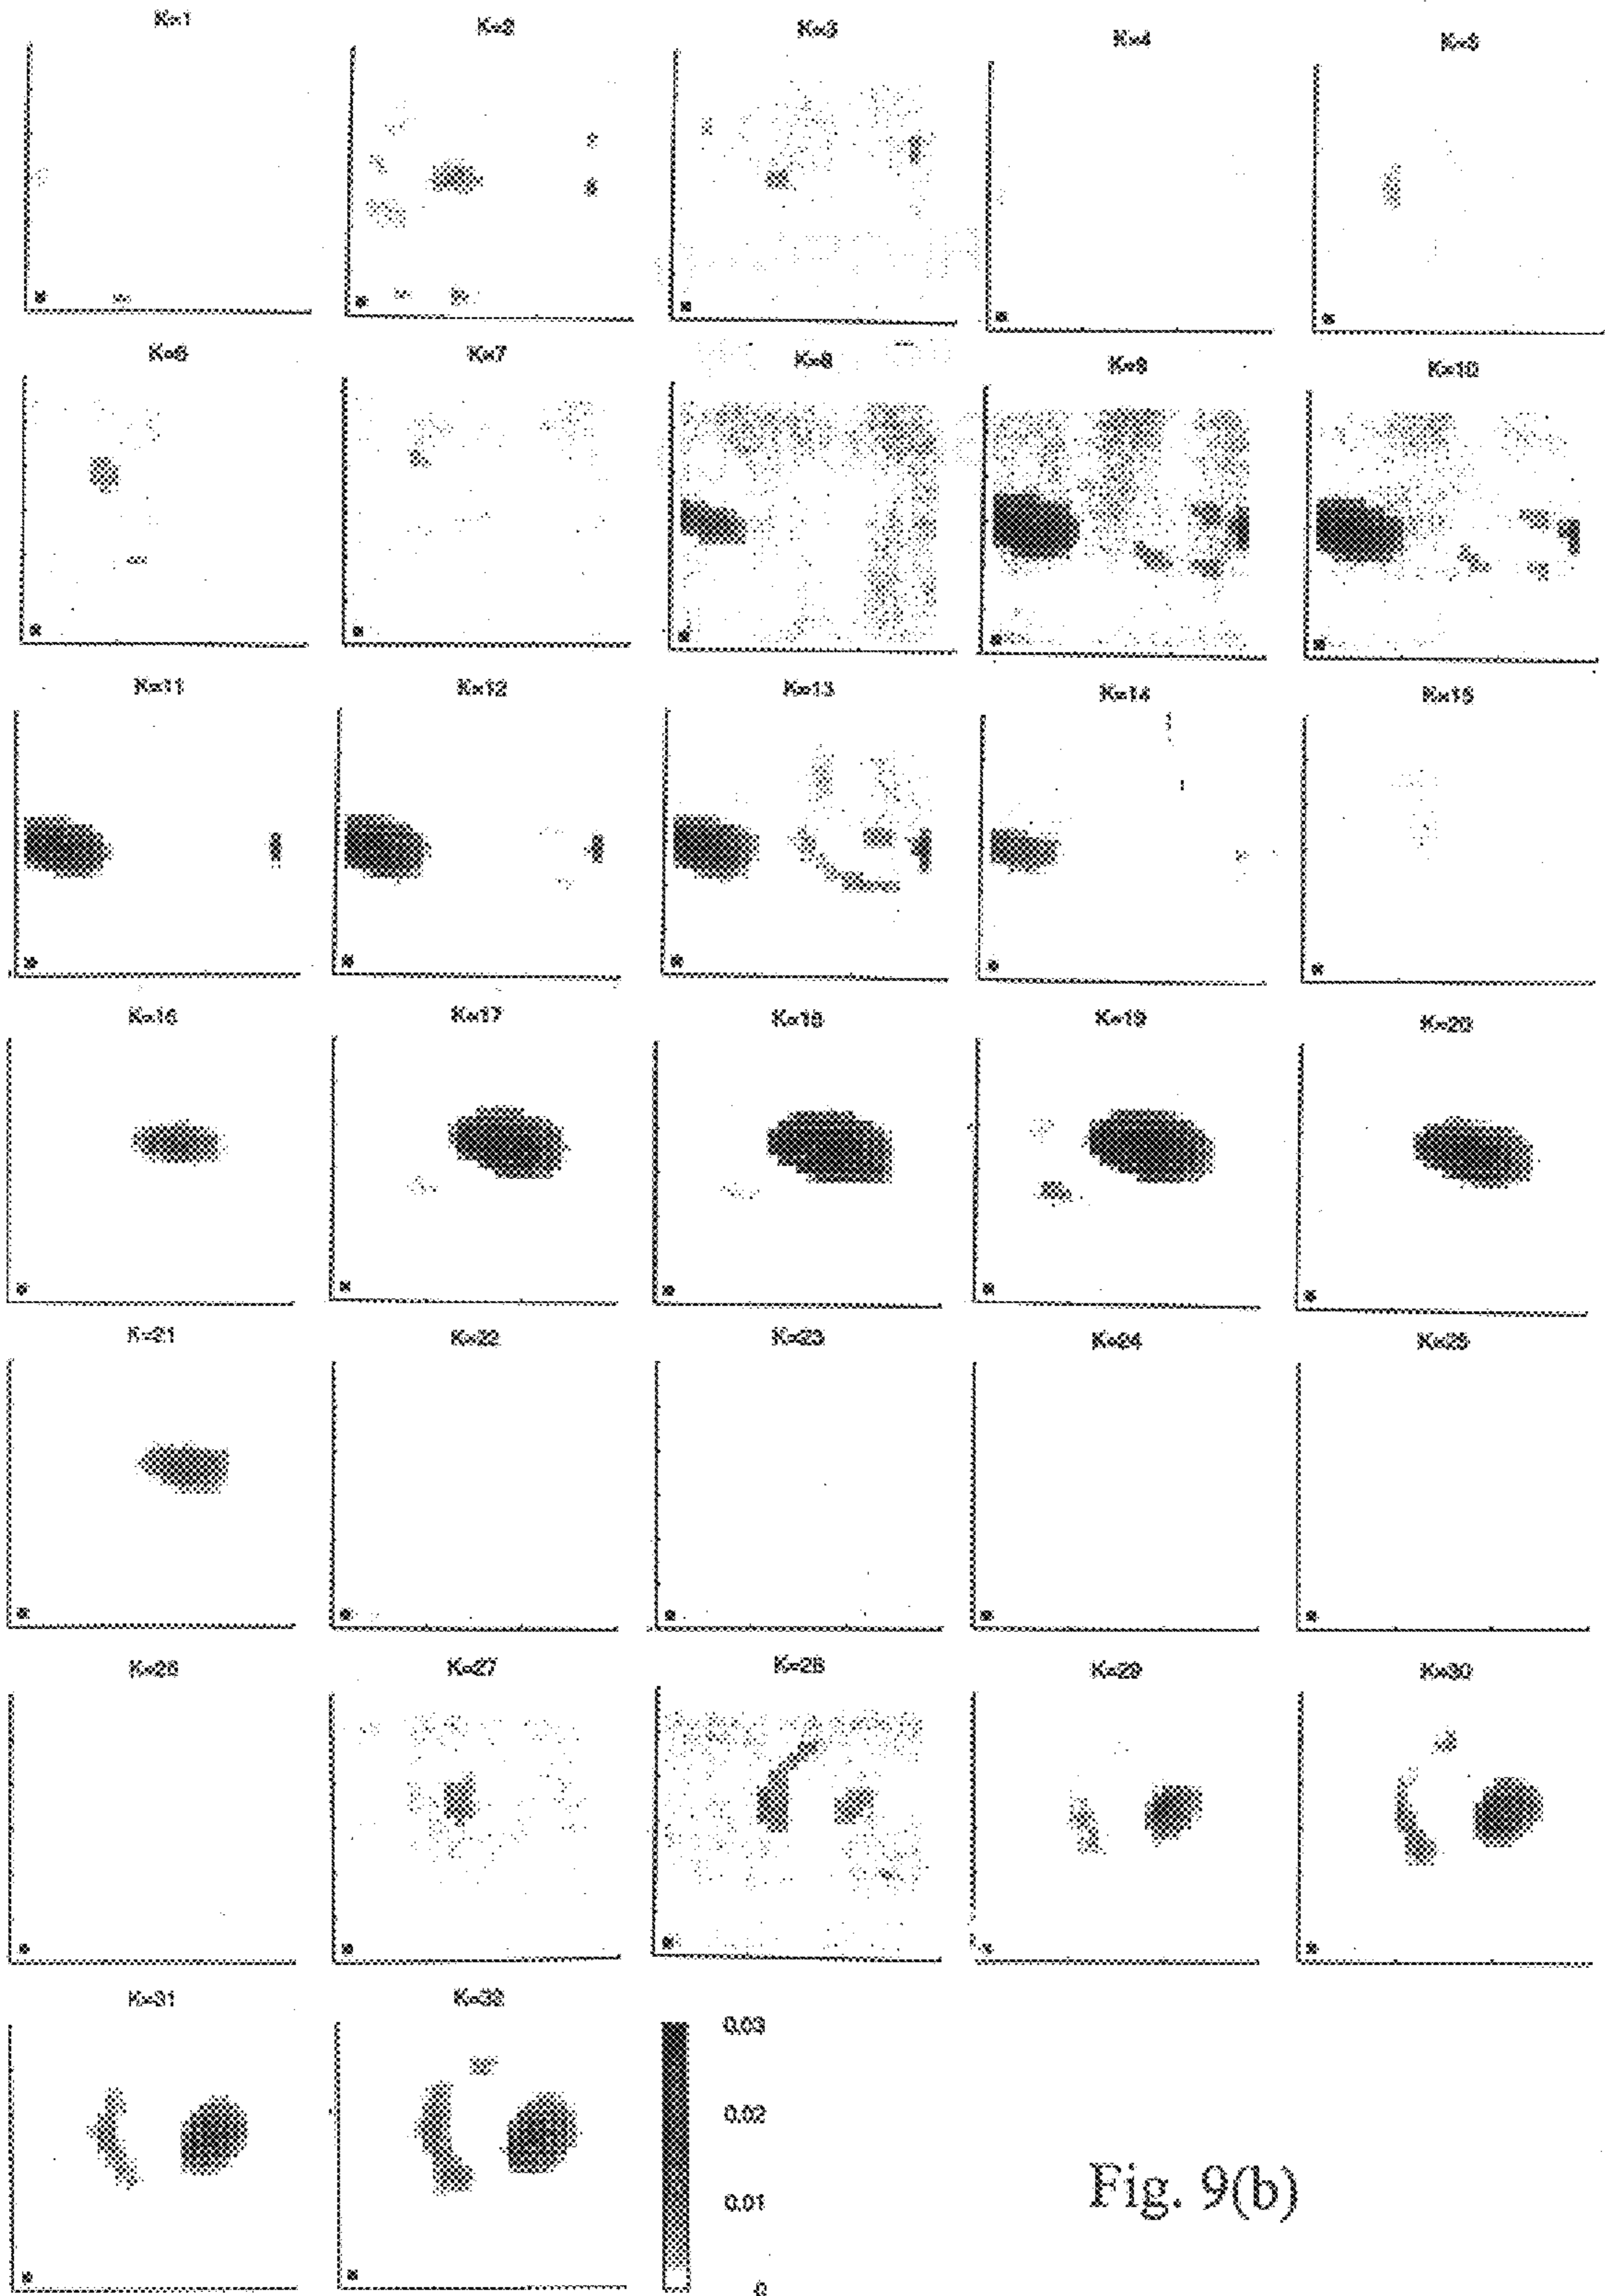 K=1 K=2 K=3 K=4 K=5
K=6 K=7 K=8 K=9 K=10
K=11 K=12 K=13 K=14 K=15
K=16 K=17 K=18 K=19 K=20
K=21 K=22 K=23 K=24 K=25
K=26 K=27 K=28 K=29 K=30
K=31 K=32
0.03
0.02
0.01
0
Fig. 9(b)